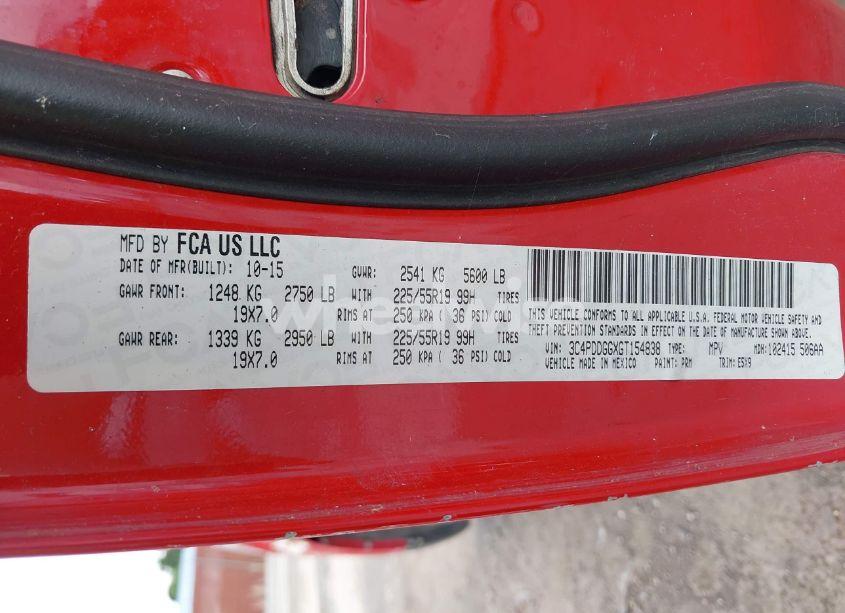 MFD BY FCA US LLC
DATE OF MFR(BUILT): 10-15 GVWR: 2541 KG 5600 LB
GAWR FRONT: 1248 KG 2750 LB WITH 225/55R19 99H TIRES
19X7.0 RIMS AT 250 KPA ( 36 PSI) COLD
GAWR REAR: 1339 KG 2950 LB WITH 225/55R19 99H TIRES
19X7.0 RIMS AT 250 KPA ( 36 PSI) COLD
THIS VEHICLE CONFORMS TO ALL APPLICABLE U.S.A. FEDERAL MOTOR VEHICLE SAFETY AND
THEFT PREVENTION STANDARDS IN EFFECT ON THE DATE OF MANUFACTURE SHOWN ABOVE.
VIN: 3C4PDDGGXGT154838 TYPE: MPV MDH:102415 506AA
VEHICLE MADE IN MEXICO PAINT: PRM TRIM:E5X9